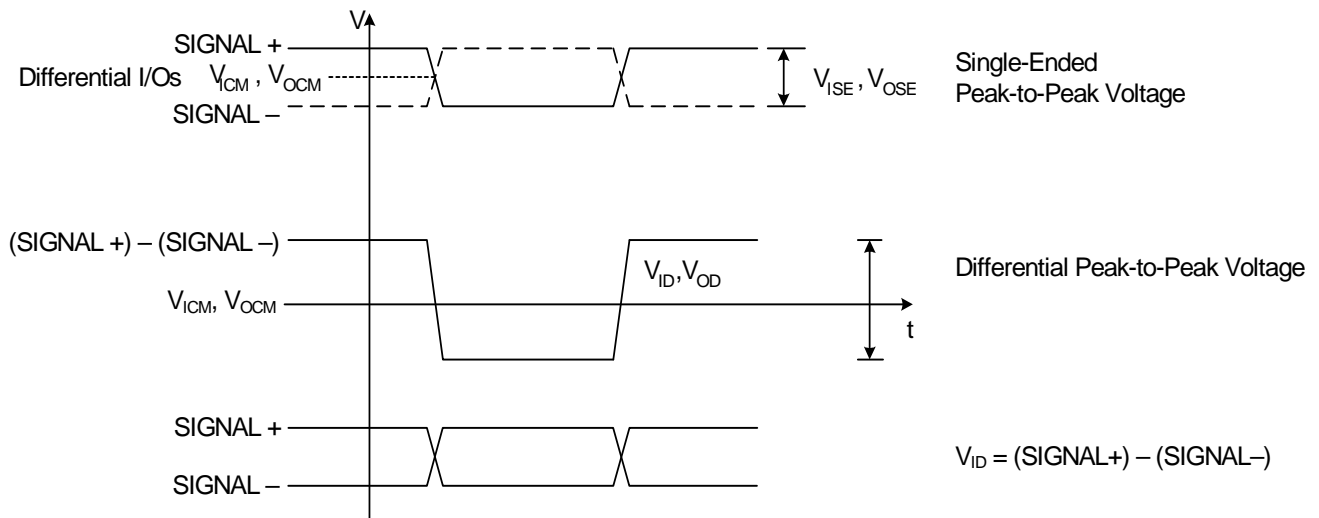 V
SIGNAL +
Differential I/Os V_ICM , V_OCM
SIGNAL –
V_ISE , V_OSE
Single-Ended
Peak-to-Peak Voltage
(SIGNAL +) – (SIGNAL –)
V_ID, V_OD
Differential Peak-to-Peak Voltage
V_ICM, V_OCM
t
SIGNAL +
V_ID = (SIGNAL+) – (SIGNAL–)
SIGNAL –